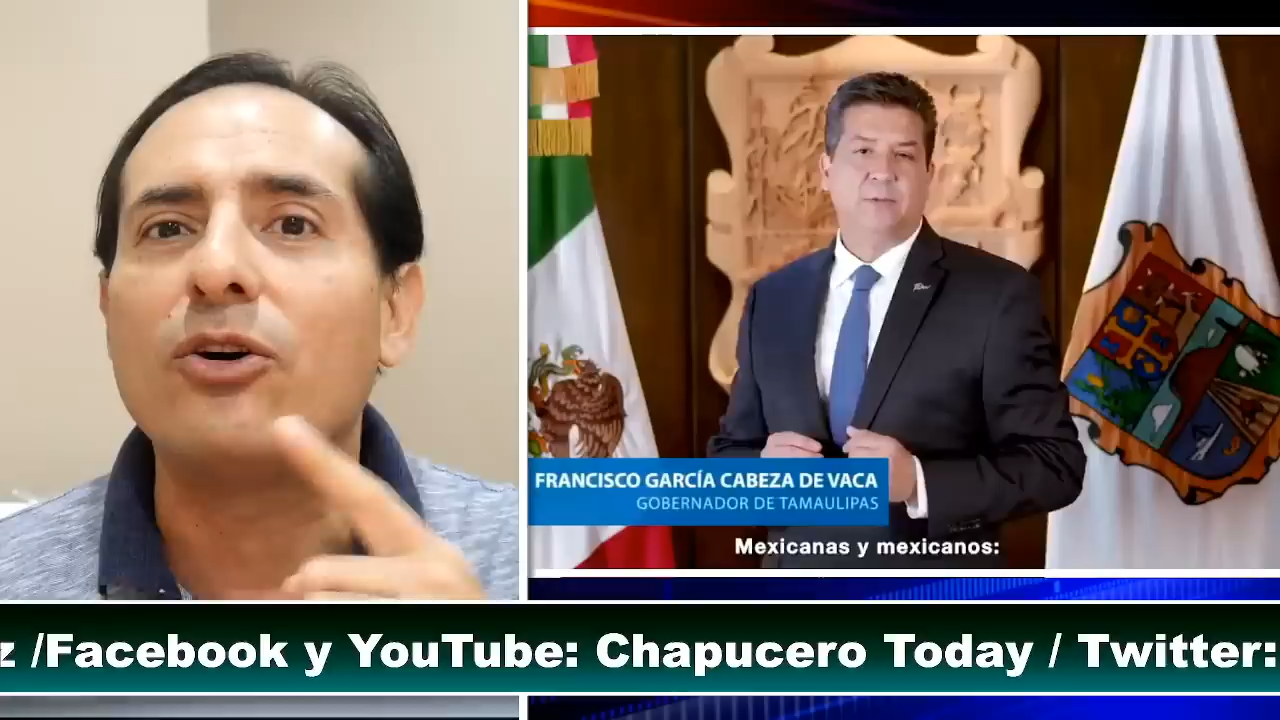 FRANCISCO GARCÍA CABEZA DE VACA
GOBERNADOR DE TAMAULIPAS
Mexicanas y mexicanos:
z /Facebook y YouTube: Chapucero Today / Twitter: